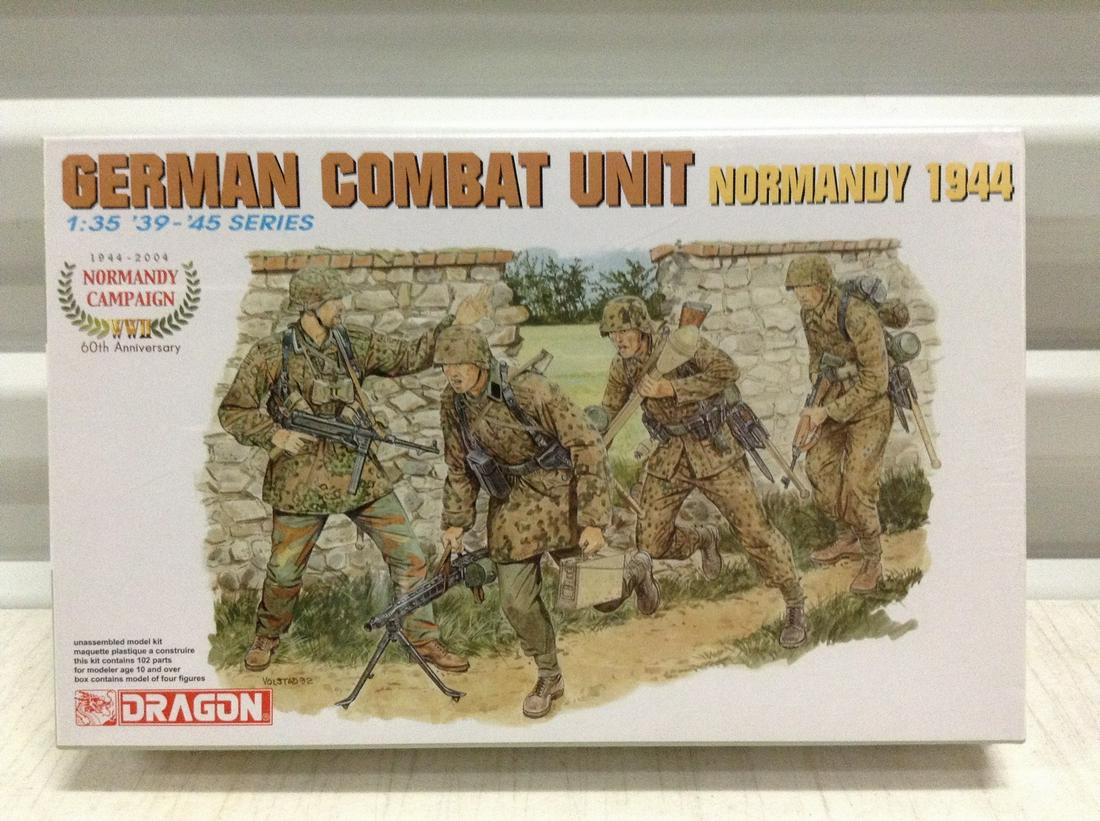 GERMAN COMBAT UNIT NORMANDY 1944
1:35 '39-'45 SERIES
1944-2004
NORMANDY
CAMPAIGN
WWII
60th Anniversary
unassembled model kit
maquette plastique a construire
this kit contains 102 parts
for modeler age 10 and over
box contains model of four figures
VOLSTAD 92
DRAGON